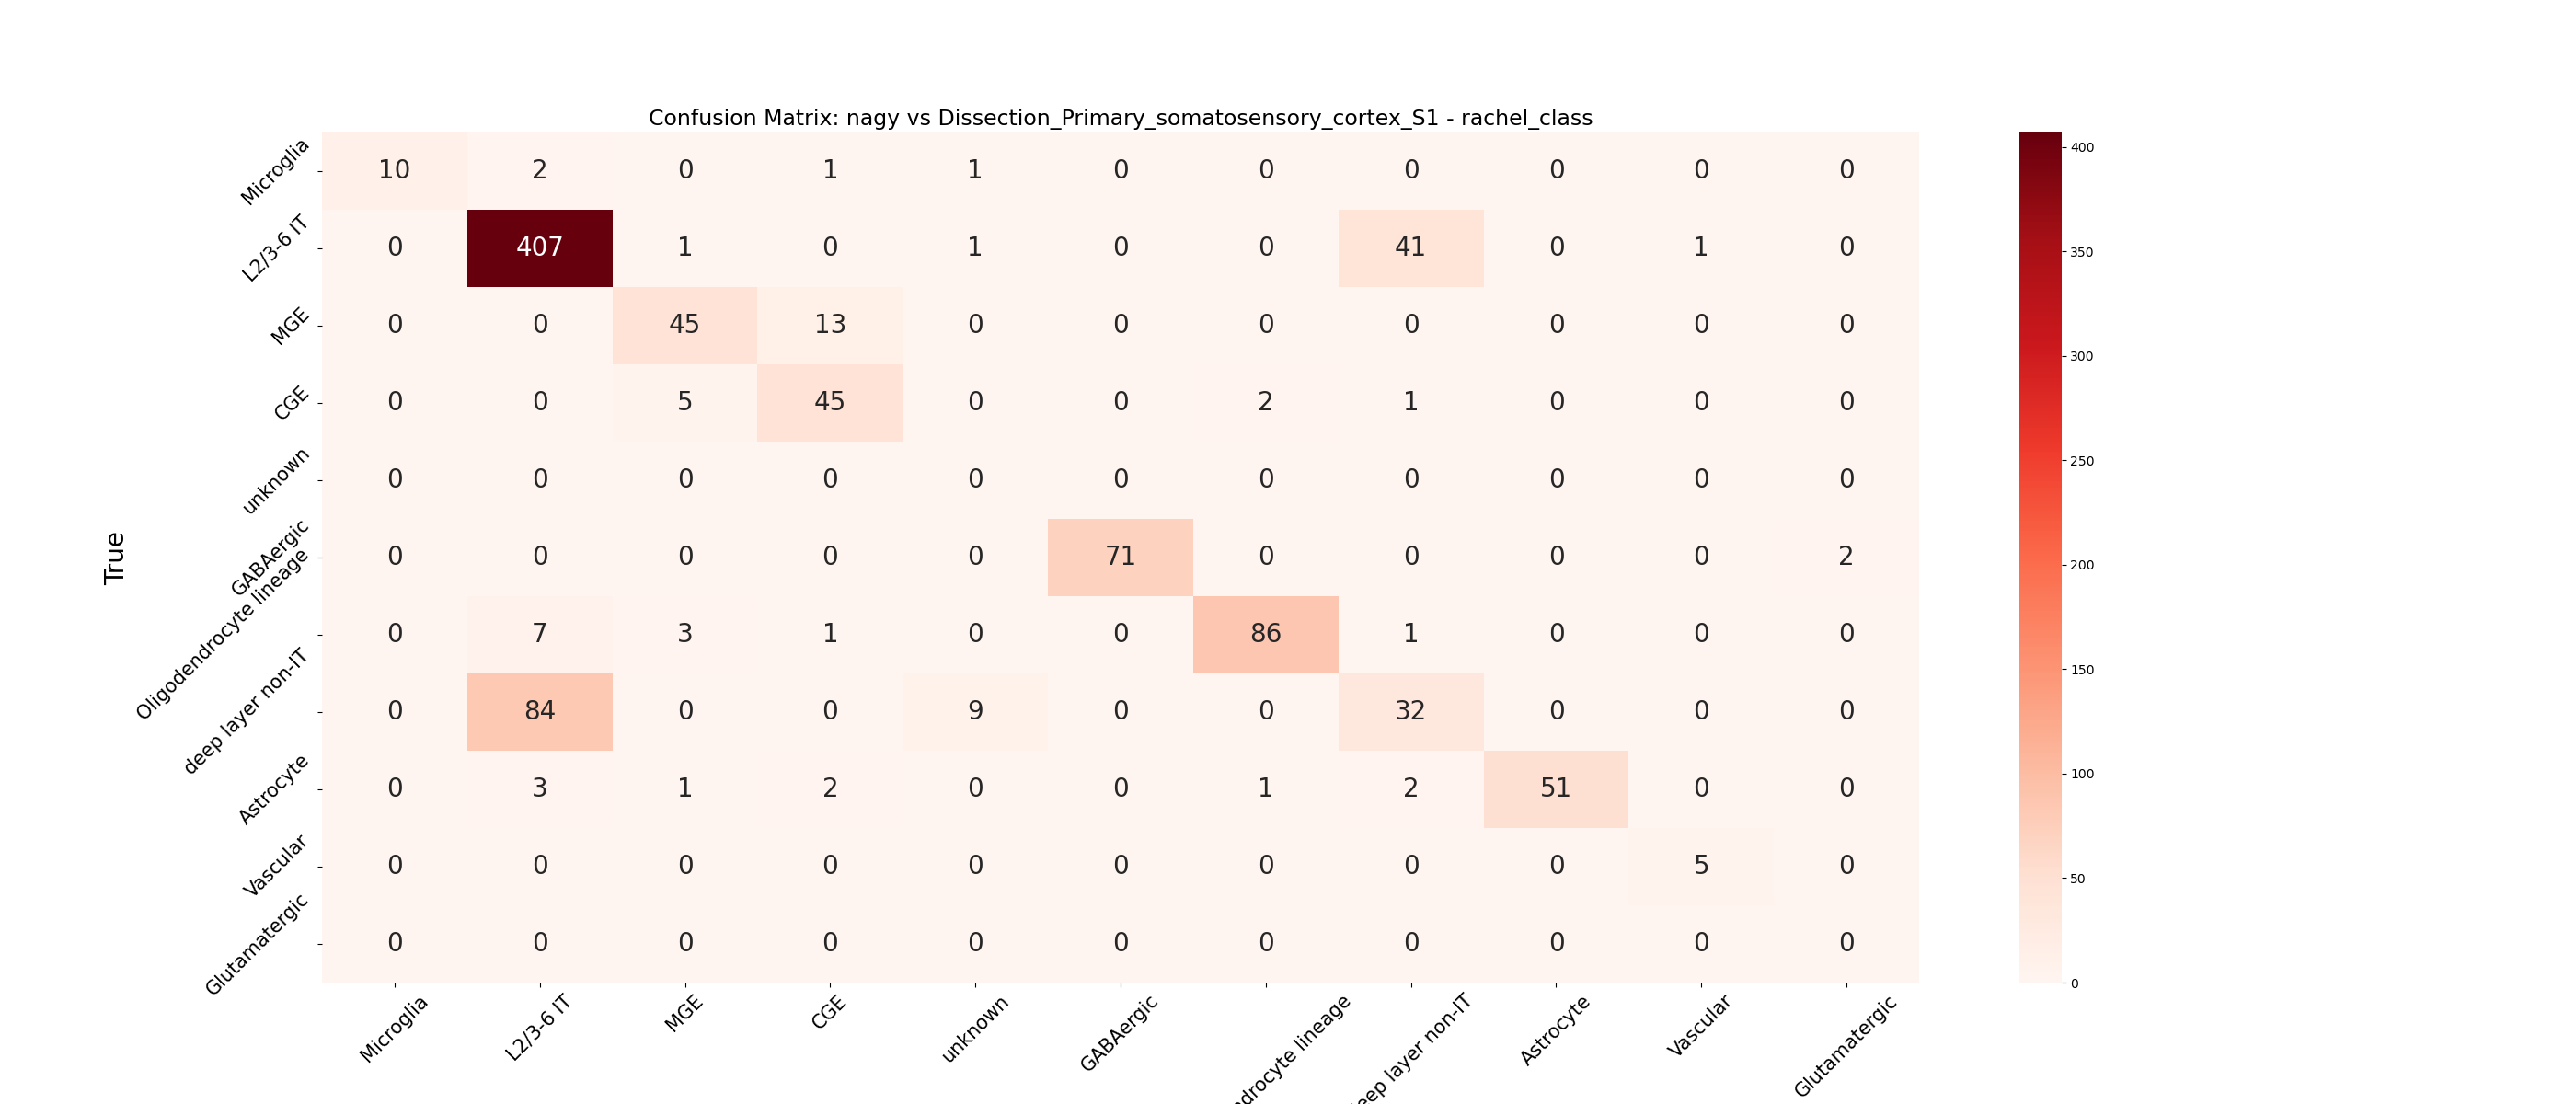 Confusion Matrix: nagy vs Dissection_Primary_somatosensory_cortex_S1 - rachel_class
True
Microglia 10 2 0 1 1 0 0 0 0 0 0
L2/3-6 IT 0 407 1 0 1 0 0 41 0 1 0
MGE 0 0 45 13 0 0 0 0 0 0 0
CGE 0 0 5 45 0 0 2 1 0 0 0
unknown 0 0 0 0 0 0 0 0 0 0 0
GABAergic 0 0 0 0 0 71 0 0 0 0 2
Oligodendrocyte lineage 0 7 3 1 0 0 86 1 0 0 0
deep layer non-IT 0 84 0 0 9 0 0 32 0 0 0
Astrocyte 0 3 1 2 0 0 1 2 51 0 0
Vascular 0 0 0 0 0 0 0 0 0 5 0
Glutamatergic 0 0 0 0 0 0 0 0 0 0 0
Microglia L2/3-6 IT MGE CGE unknown GABAergic lineage layer non-IT Astrocyte Vascular Glutamatergic
400
350
300
250
200
150
100
50
0